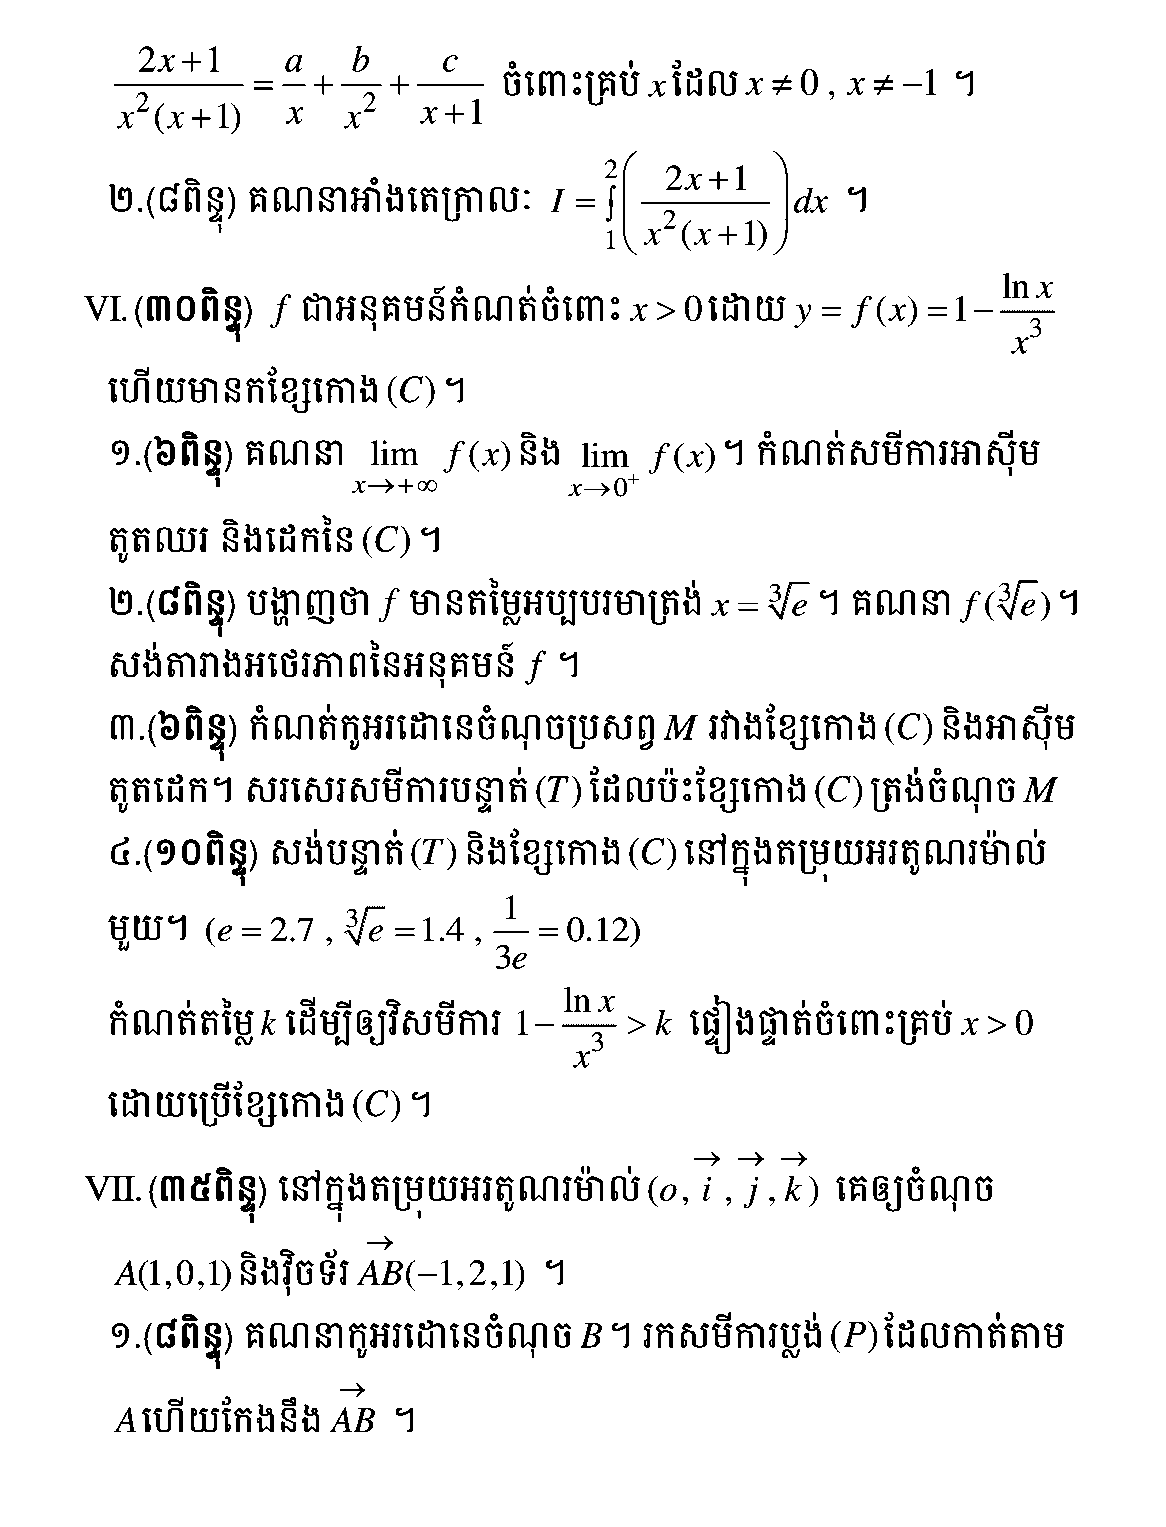 \frac{2x+1}{x^2(x+1)} = \frac{a}{x} + \frac{b}{x^2} + \frac{c}{x+1} ចំពោះគ្រប់ x ដែល x ≠ 0 , x ≠ −1 ។
២.(៨ពិន្ទុ) គណនាអាំងតេក្រាលៈ I = \int_1^2 \left( \frac{2x+1}{x^2(x+1)} \right) dx ។
VI. (៣០ពិន្ទុ) f ជាអនុគមន៍កំណត់ចំពោះ x > 0 ដោយ y = f(x) = 1 − \frac{\ln x}{x^3}
ហើយមានកខ្សែកោង (C) ។
១.(៦ពិន្ទុ) គណនា \lim_{x→+∞} f(x) និង \lim_{x→0^+} f(x) ។ កំណត់សមីការអាស៊ីម
តូតឈរ និងដេកនៃ (C) ។
២.(៨ពិន្ទុ) បង្ហាញថា f មានតម្លៃអប្បបរមាត្រង់ x = \sqrt[3]{e} ។ គណនា f(\sqrt[3]{e}) ។
សង់តារាងអថេរភាពនៃអនុគមន៍ f ។
៣.(៦ពិន្ទុ) កំណត់កូអរដោនេចំណុចប្រសព្វ M រវាងខ្សែកោង (C) និងអាស៊ីម
តូតដេក។ សរសេរសមីការបន្ទាត់ (T) ដែលប៉ះខ្សែកោង (C) ត្រង់ចំណុច M
៤.(១០ពិន្ទុ) សង់បន្ទាត់ (T) និងខ្សែកោង (C) នៅក្នុងតម្រុយអរតូណរម៉ាល់
មួយ។ (e = 2.7 , \sqrt[3]{e} = 1.4 , \frac{1}{3e} = 0.12)
កំណត់តម្លៃ k ដើម្បីឲ្យវិសមីការ 1 − \frac{\ln x}{x^3} > k ផ្ទៀងផ្ទាត់ចំពោះគ្រប់ x > 0
ដោយប្រើខ្សែកោង (C) ។
VII. (៣៥ពិន្ទុ) នៅក្នុងតម្រុយអរតូណរម៉ាល់ (o, \vec{i} , \vec{j} , \vec{k}) គេឲ្យចំណុច
A(1,0,1) និងវ៉ិចទ័រ \overrightarrow{AB}(−1,2,1) ។
១.(៨ពិន្ទុ) គណនាកូអរដោនេចំណុច B ។ រកសមីការប្លង់ (P) ដែលកាត់តាម
A ហើយកែងនឹង \overrightarrow{AB} ។